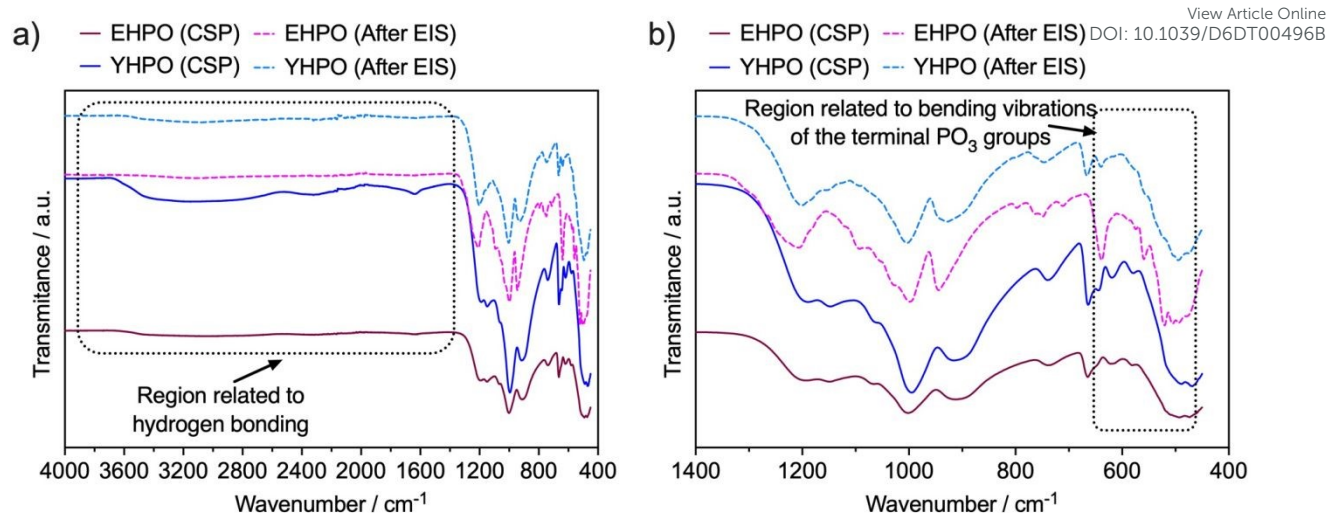 View Article Online
DOI: 10.1039/D6DT00496B
a)
EHPO (CSP)
EHPO (After EIS)
YHPO (CSP)
YHPO (After EIS)
Transmitance / a.u.
Region related to
hydrogen bonding
4000 3600 3200 2800 2400 2000 1600 1200 800 400
Wavenumber / cm⁻¹
b)
EHPO (CSP)
EHPO (After EIS)
YHPO (CSP)
YHPO (After EIS)
Transmitance / a.u.
Region related to bending vibrations
of the terminal PO₃ groups
1400 1200 1000 800 600 400
Wavenumber / cm⁻¹